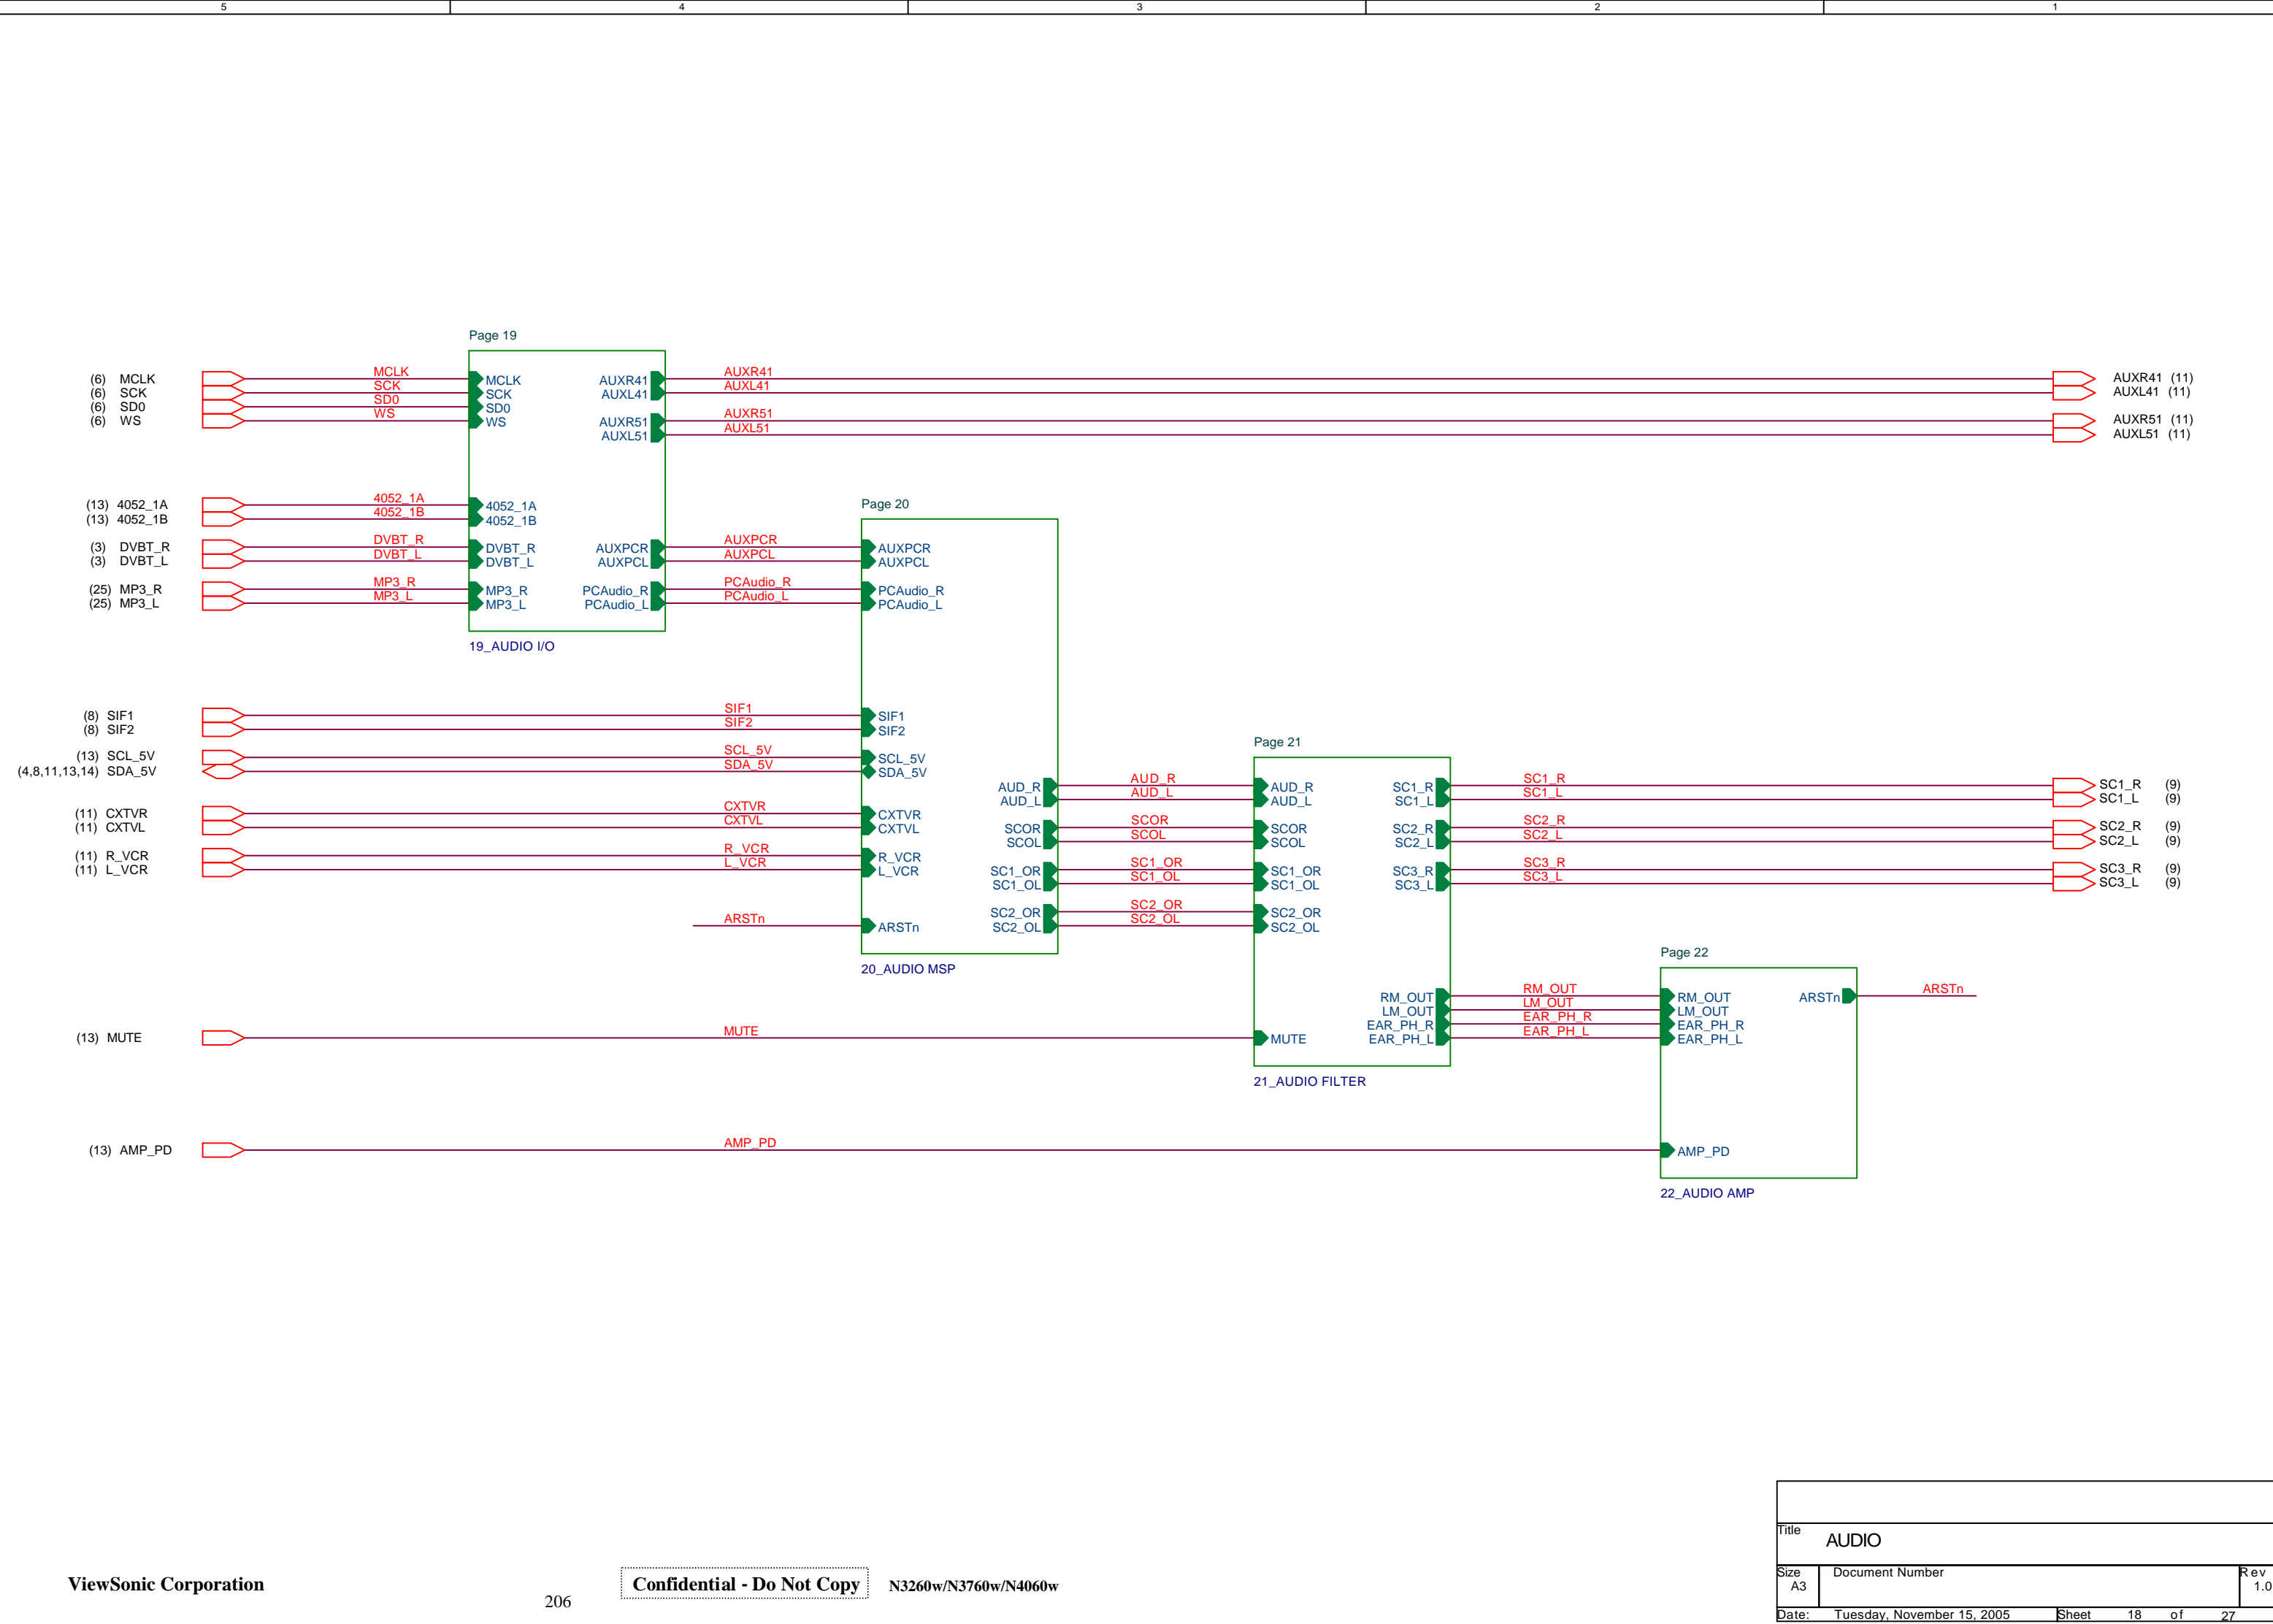 5 4 3 2 1
Page 19
(6) MCLK MCLK MCLK AUXR41 AUXR41 AUXR41 (11)
(6) SCK SCK SCK AUXL41 AUXL41 AUXL41 (11)
(6) SD0 SD0 SD0
(6) WS WS WS AUXR51 AUXR51 AUXR51 (11)
AUXL51 AUXL51 AUXL51 (11)
(13) 4052_1A 4052_1A 4052_1A
(13) 4052_1B 4052_1B 4052_1B
Page 20
(3) DVBT_R DVBT_R DVBT_R AUXPCR AUXPCR AUXPCR
(3) DVBT_L DVBT_L DVBT_L AUXPCL AUXPCL AUXPCL
(25) MP3_R MP3_R MP3_R PCAudio_R PCAudio_R PCAudio_R
(25) MP3_L MP3_L MP3_L PCAudio_L PCAudio_L PCAudio_L
19_AUDIO I/O
(8) SIF1 SIF1 SIF1
(8) SIF2 SIF2 SIF2
Page 21
(13) SCL_5V SCL_5V SCL_5V
(4,8,11,13,14) SDA_5V SDA_5V SDA_5V
AUD_R AUD_R AUD_R SC1_R SC1_R SC1_R (9)
AUD_L AUD_L AUD_L SC1_L SC1_L SC1_L (9)
(11) CXTVR CXTVR CXTVR
(11) CXTVL CXTVL CXTVL SCOR SCOR SCOR SC2_R SC2_R SC2_R (9)
SCOL SCOL SCOL SC2_L SC2_L SC2_L (9)
(11) R_VCR R_VCR R_VCR
(11) L_VCR L_VCR L_VCR SC1_OR SC1_OR SC1_OR SC3_R SC3_R SC3_R (9)
SC1_OL SC1_OL SC1_OL SC3_L SC3_L SC3_L (9)
SC2_OR SC2_OR SC2_OR
ARSTn ARSTn SC2_OL SC2_OL SC2_OL
20_AUDIO MSP
Page 22
RM_OUT RM_OUT RM_OUT ARSTn ARSTn
LM_OUT LM_OUT LM_OUT
EAR_PH_R EAR_PH_R EAR_PH_R
(13) MUTE MUTE MUTE EAR_PH_L EAR_PH_L EAR_PH_L
21_AUDIO FILTER
(13) AMP_PD AMP_PD AMP_PD
22_AUDIO AMP
Title
AUDIO
Size Document Number Rev
A3 1.0
Date: Tuesday, November 15, 2005 Sheet 18 of 27
ViewSonic Corporation
206
Confidential - Do Not Copy
N3260w/N3760w/N4060w